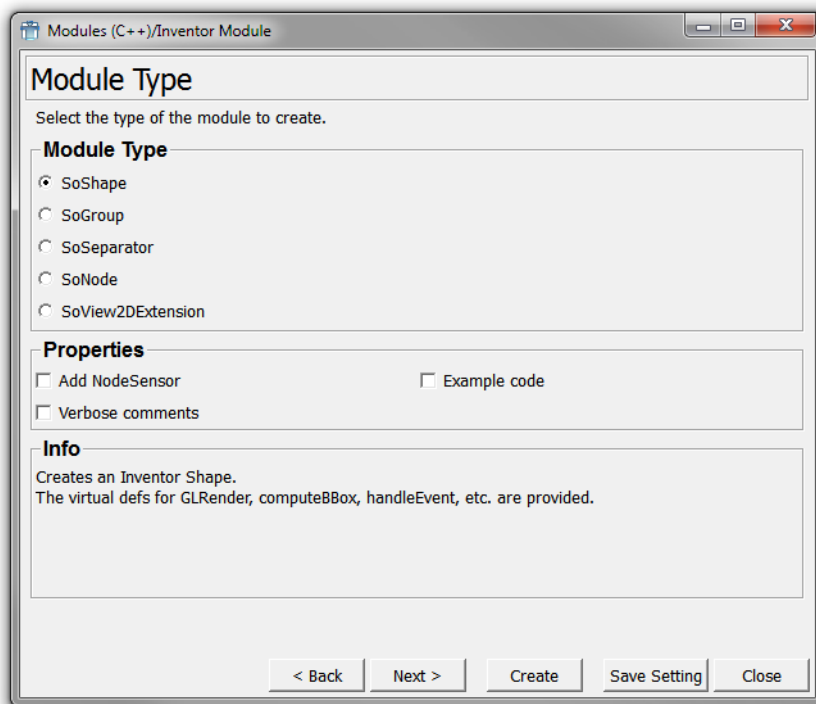 Modules (C++)/Inventor Module
Module Type
Select the type of the module to create.
Module Type
SoShape
SoGroup
SoSeparator
SoNode
SoView2DExtension
Properties
Add NodeSensor Example code
Verbose comments
Info
Creates an Inventor Shape.
The virtual defs for GLRender, computeBBox, handleEvent, etc. are provided.
< Back Next > Create Save Setting Close